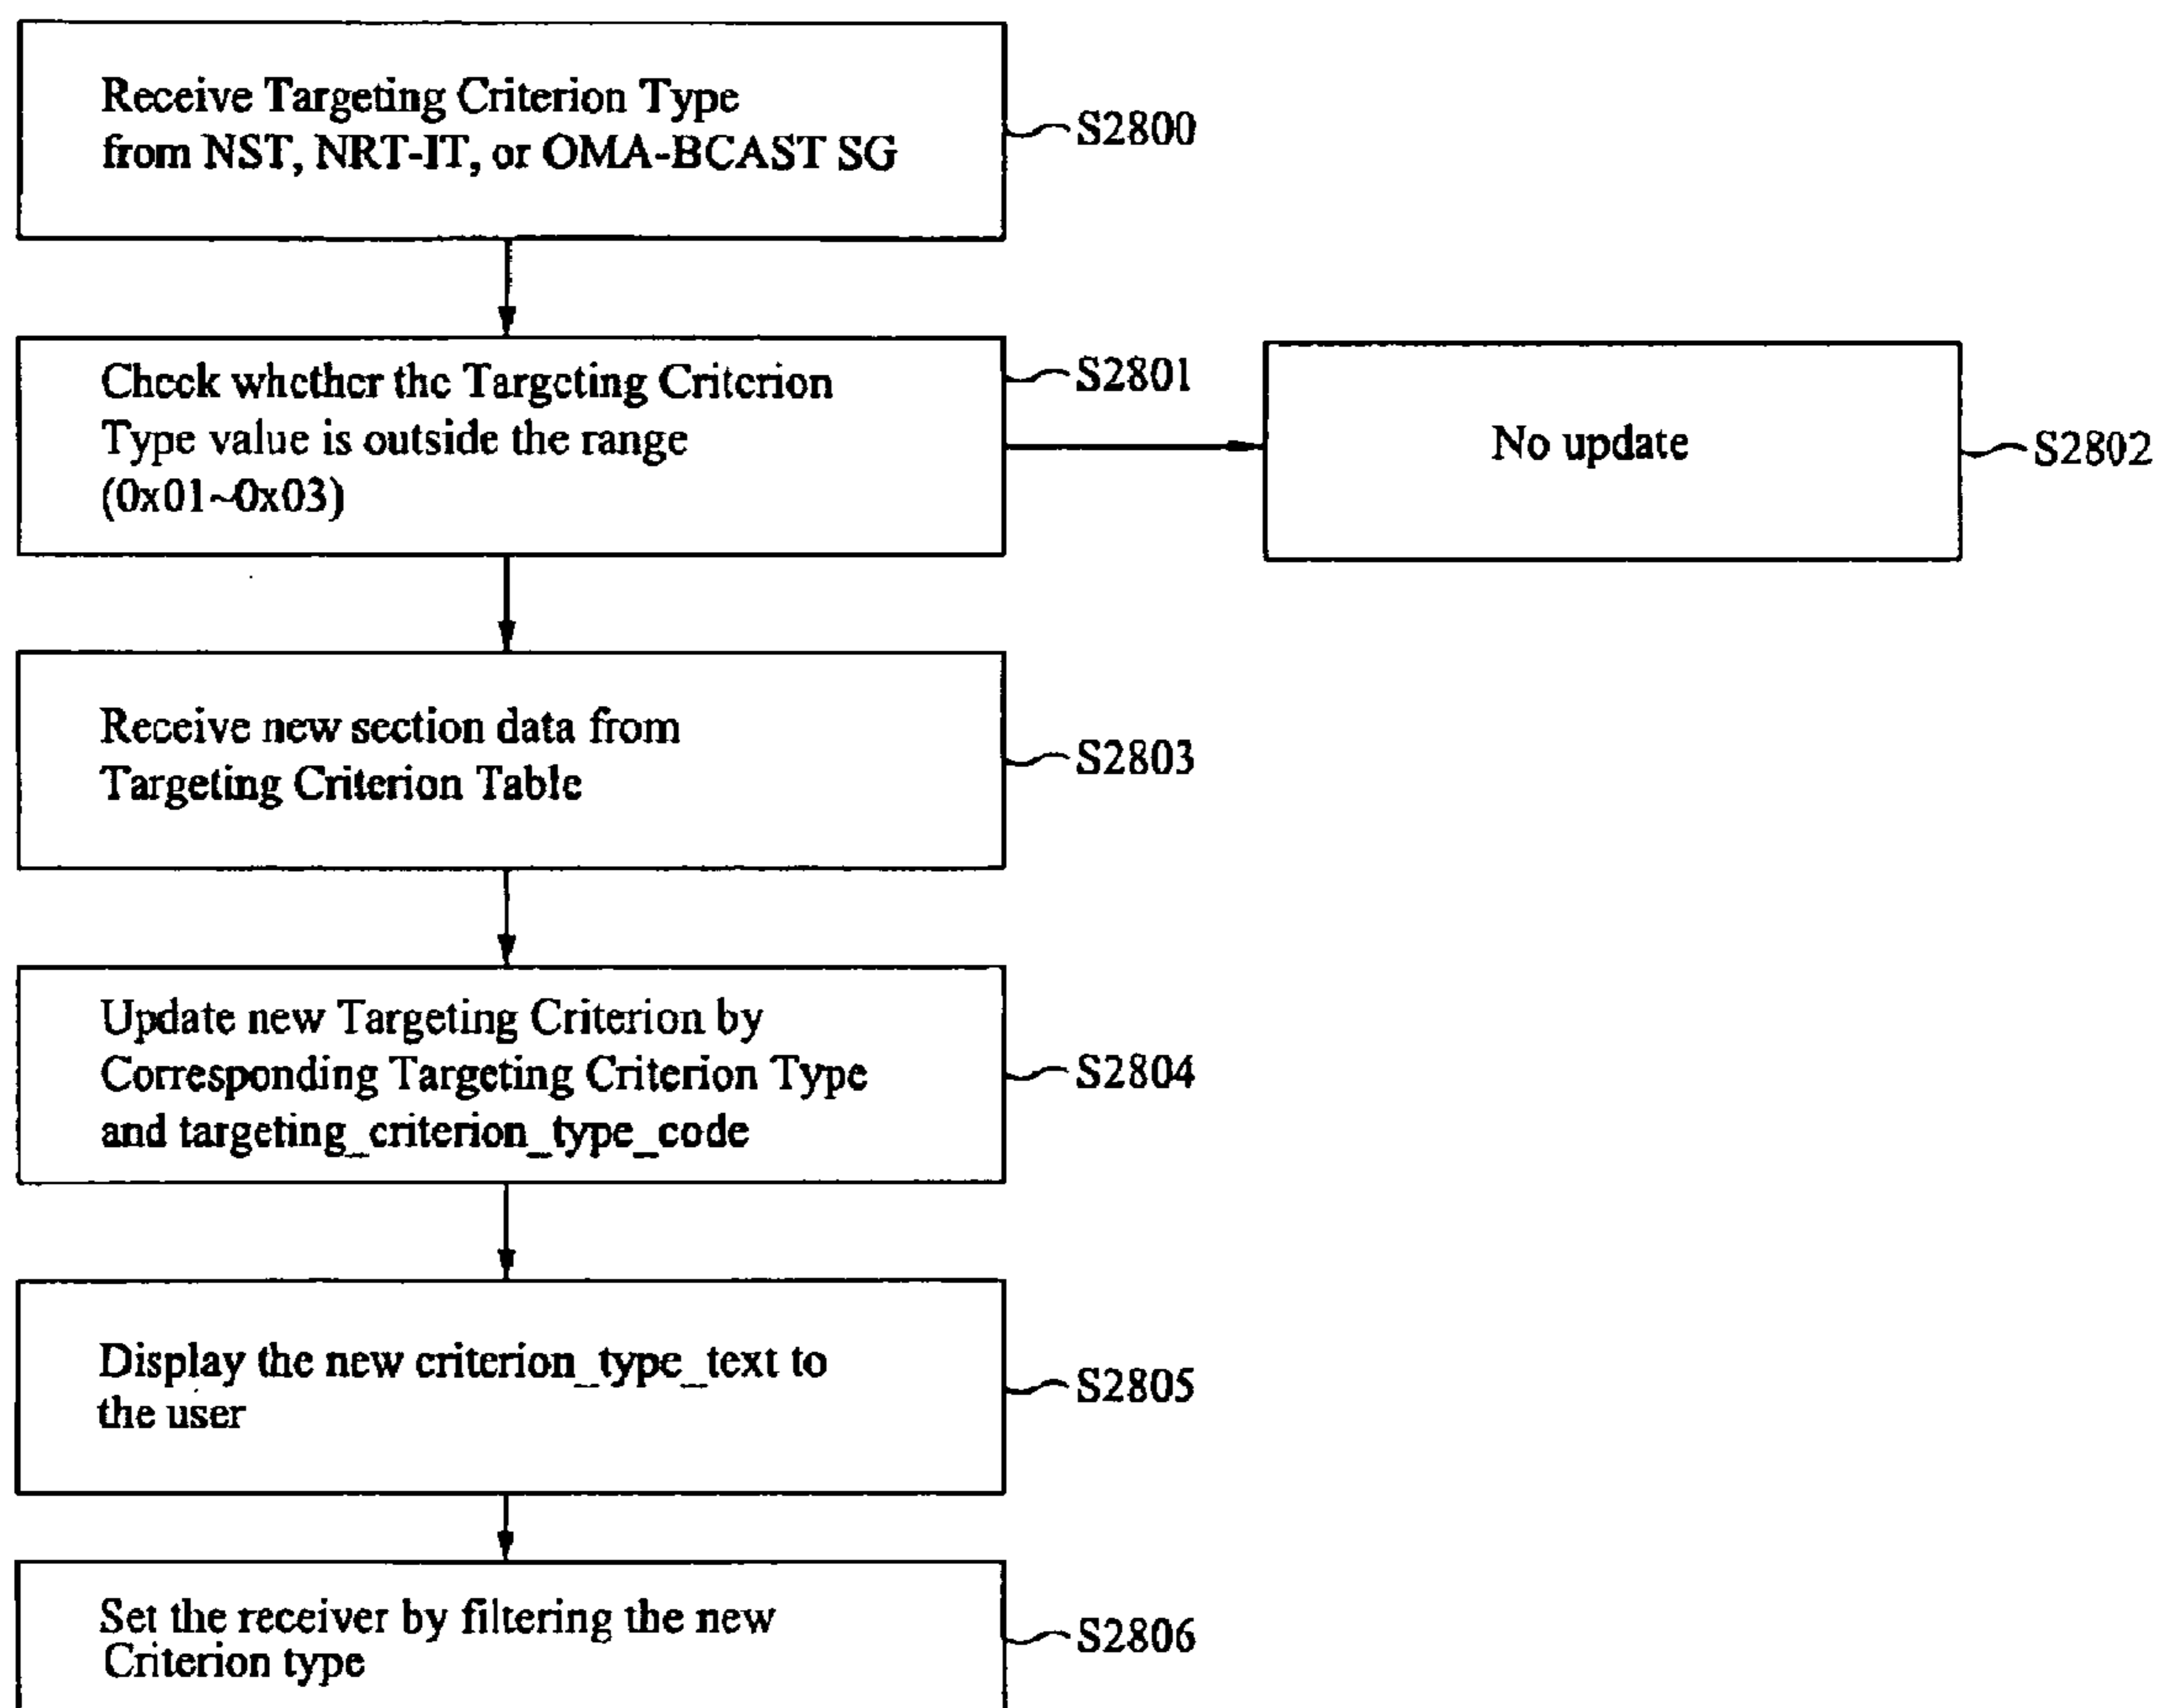 Receive Targeting Criterion Type
from NST, NRT-IT, or OMA-BCAST SG
S2800
Check whether the Targeting Criterion
Type value is outside the range
(0x01~0x03)
S2801
No update
S2802
Receive new section data from
Targeting Criterion Table
S2803
Update new Targeting Criterion by
Corresponding Targeting Criterion Type
and targeting_criterion_type_code
S2804
Display the new criterion_type_text to
the user
S2805
Set the receiver by filtering the new
Criterion type
S2806